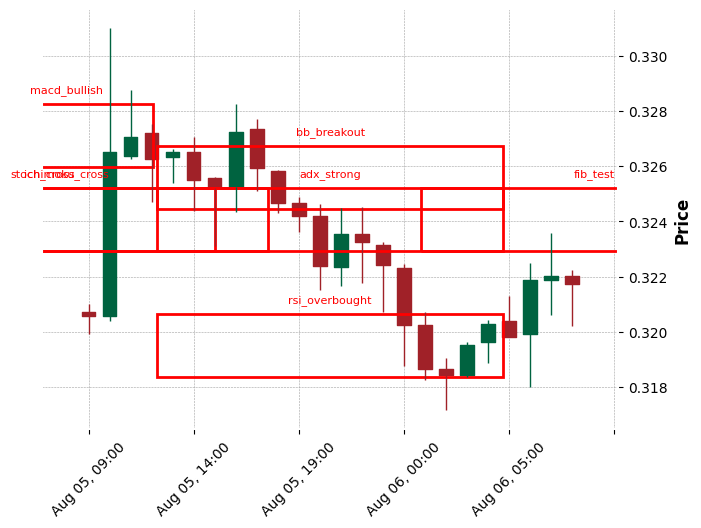 0.330
macd_bullish
0.328
bb_breakout
0.326
adx_strong
fib_test
0.324
Price
0.322
rsi_overbought
0.320
0.318
Aug 05, 09:00
Aug 05, 14:00
Aug 05, 19:00
Aug 06, 00:00
Aug 06, 05:00